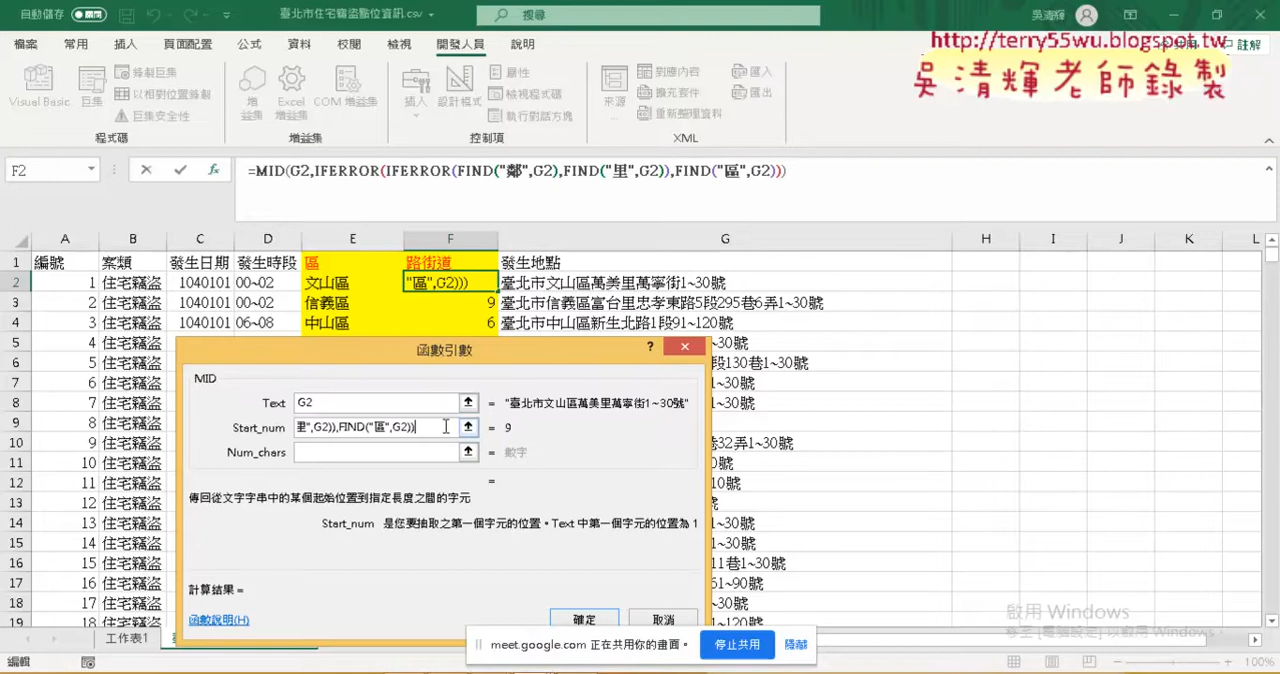 自動儲存
臺北市住宅竊盜點位資訊.csv
搜尋
吳清輝
檔案 常用 插入 頁面配置 公式 資料 校閱 檢視 開發人員 說明
共用 註解
http://terry55wu.blogspot.tw
吳清輝老師錄製
Visual Basic 巨集 錄製巨集 以相對位置錄製 巨集安全性
增益集 Excel 增益集 COM 增益集
插入 設計模式 屬性 檢視程式碼 執行對話方塊
來源 對應內容 擴充套件 重新整理資料 匯入 匯出
程式碼 增益集 控制項 XML
F2 fx =MID(G2,IFERROR(IFERROR(FIND("鄰",G2),FIND("里",G2)),FIND("區",G2)))
A B C D E F G H I J K L
1 編號 案類 發生日期 發生時段 區 路街道 發生地點
2 1 住宅竊盜 1040101 00~02 文山區 "區",G2))) 臺北市文山區萬美里萬寧街1~30號
3 2 住宅竊盜 1040101 00~02 信義區 9 臺北市信義區富台里忠孝東路5段295巷6弄1~30號
4 3 住宅竊盜 1040101 06~08 中山區 6 臺北市中山區新生北路1段91~120號
5 4 住宅竊盜 ~30號
6 5 住宅竊盜 段130巷1~30號
7 6 住宅竊盜 1~30號
8 7 住宅竊盜 1~30號
9 8 住宅竊盜
10 9 住宅竊盜 巷32弄1~30號
11 10 住宅竊盜 0號
12 11 住宅竊盜 10號
13 12 住宅竊盜 號
14 13 住宅竊盜 1~30號
15 14 住宅竊盜 1~30號
16 15 住宅竊盜 11巷1~30號
17 16 住宅竊盜 61~90號
18 17 住宅竊盜 ~30號
19 18 住宅竊盜 1~120號
函數引數 ?
MID
Text G2 = "臺北市文山區萬美里萬寧街1~30號"
Start_num 里",G2)),FIND("區",G2)) = 9
Num_chars = 數字
=
傳回從文字字串中的某個起始位置到指定長度之間的字元
Start_num 是您要抽取之第一個字元的位置。Text 中第一個字元的位置為 1
計算結果 =
函數說明(H) 確定 取消
啟用 Windows
移至 [電腦設定] 以啟用 Windows。
工作表1
meet.google.com 正在共用你的畫面。 停止共用 隱藏
編輯 100%